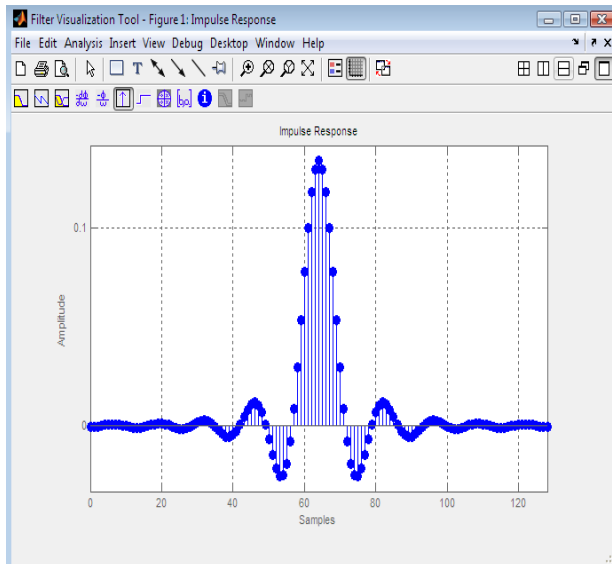 Filter Visualization Tool - Figure 1: Impulse Response
File Edit Analysis Insert View Debug Desktop Window Help
T
[b,a]
i
Impulse Response
0.1
0
Amplitude
0 20 40 60 80 100 120
Samples